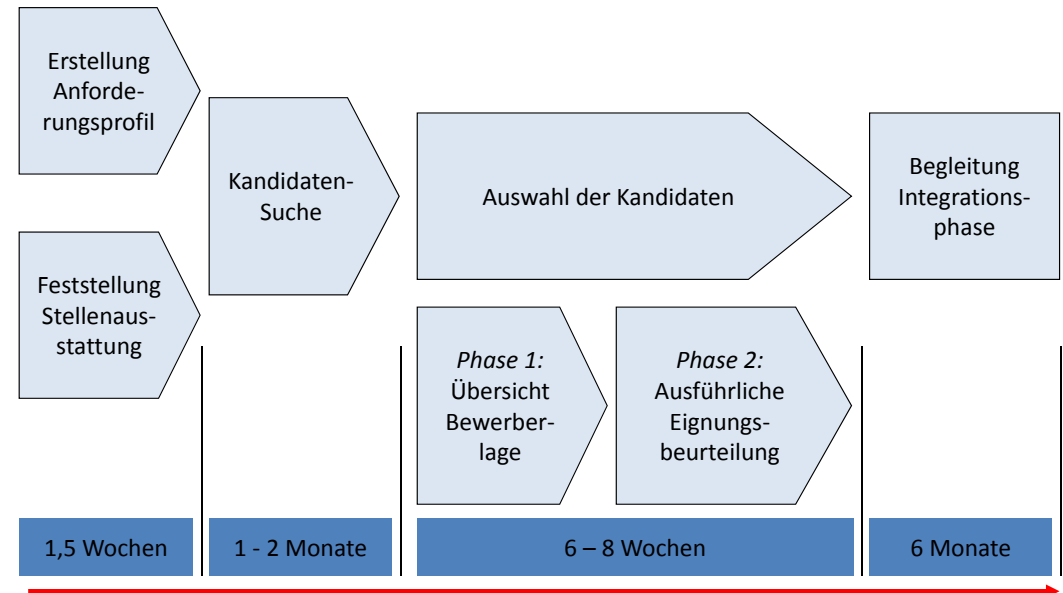 Erstellung
Anforde-
rungsprofil
Feststellung
Stellenaus-
stattung
Kandidaten-
Suche
Auswahl der Kandidaten
Phase 1:
Übersicht
Bewerber-
lage
Phase 2:
Ausführliche
Eignungs-
beurteilung
Begleitung
Integrations-
phase
1,5 Wochen
1 - 2 Monate
6 – 8 Wochen
6 Monate